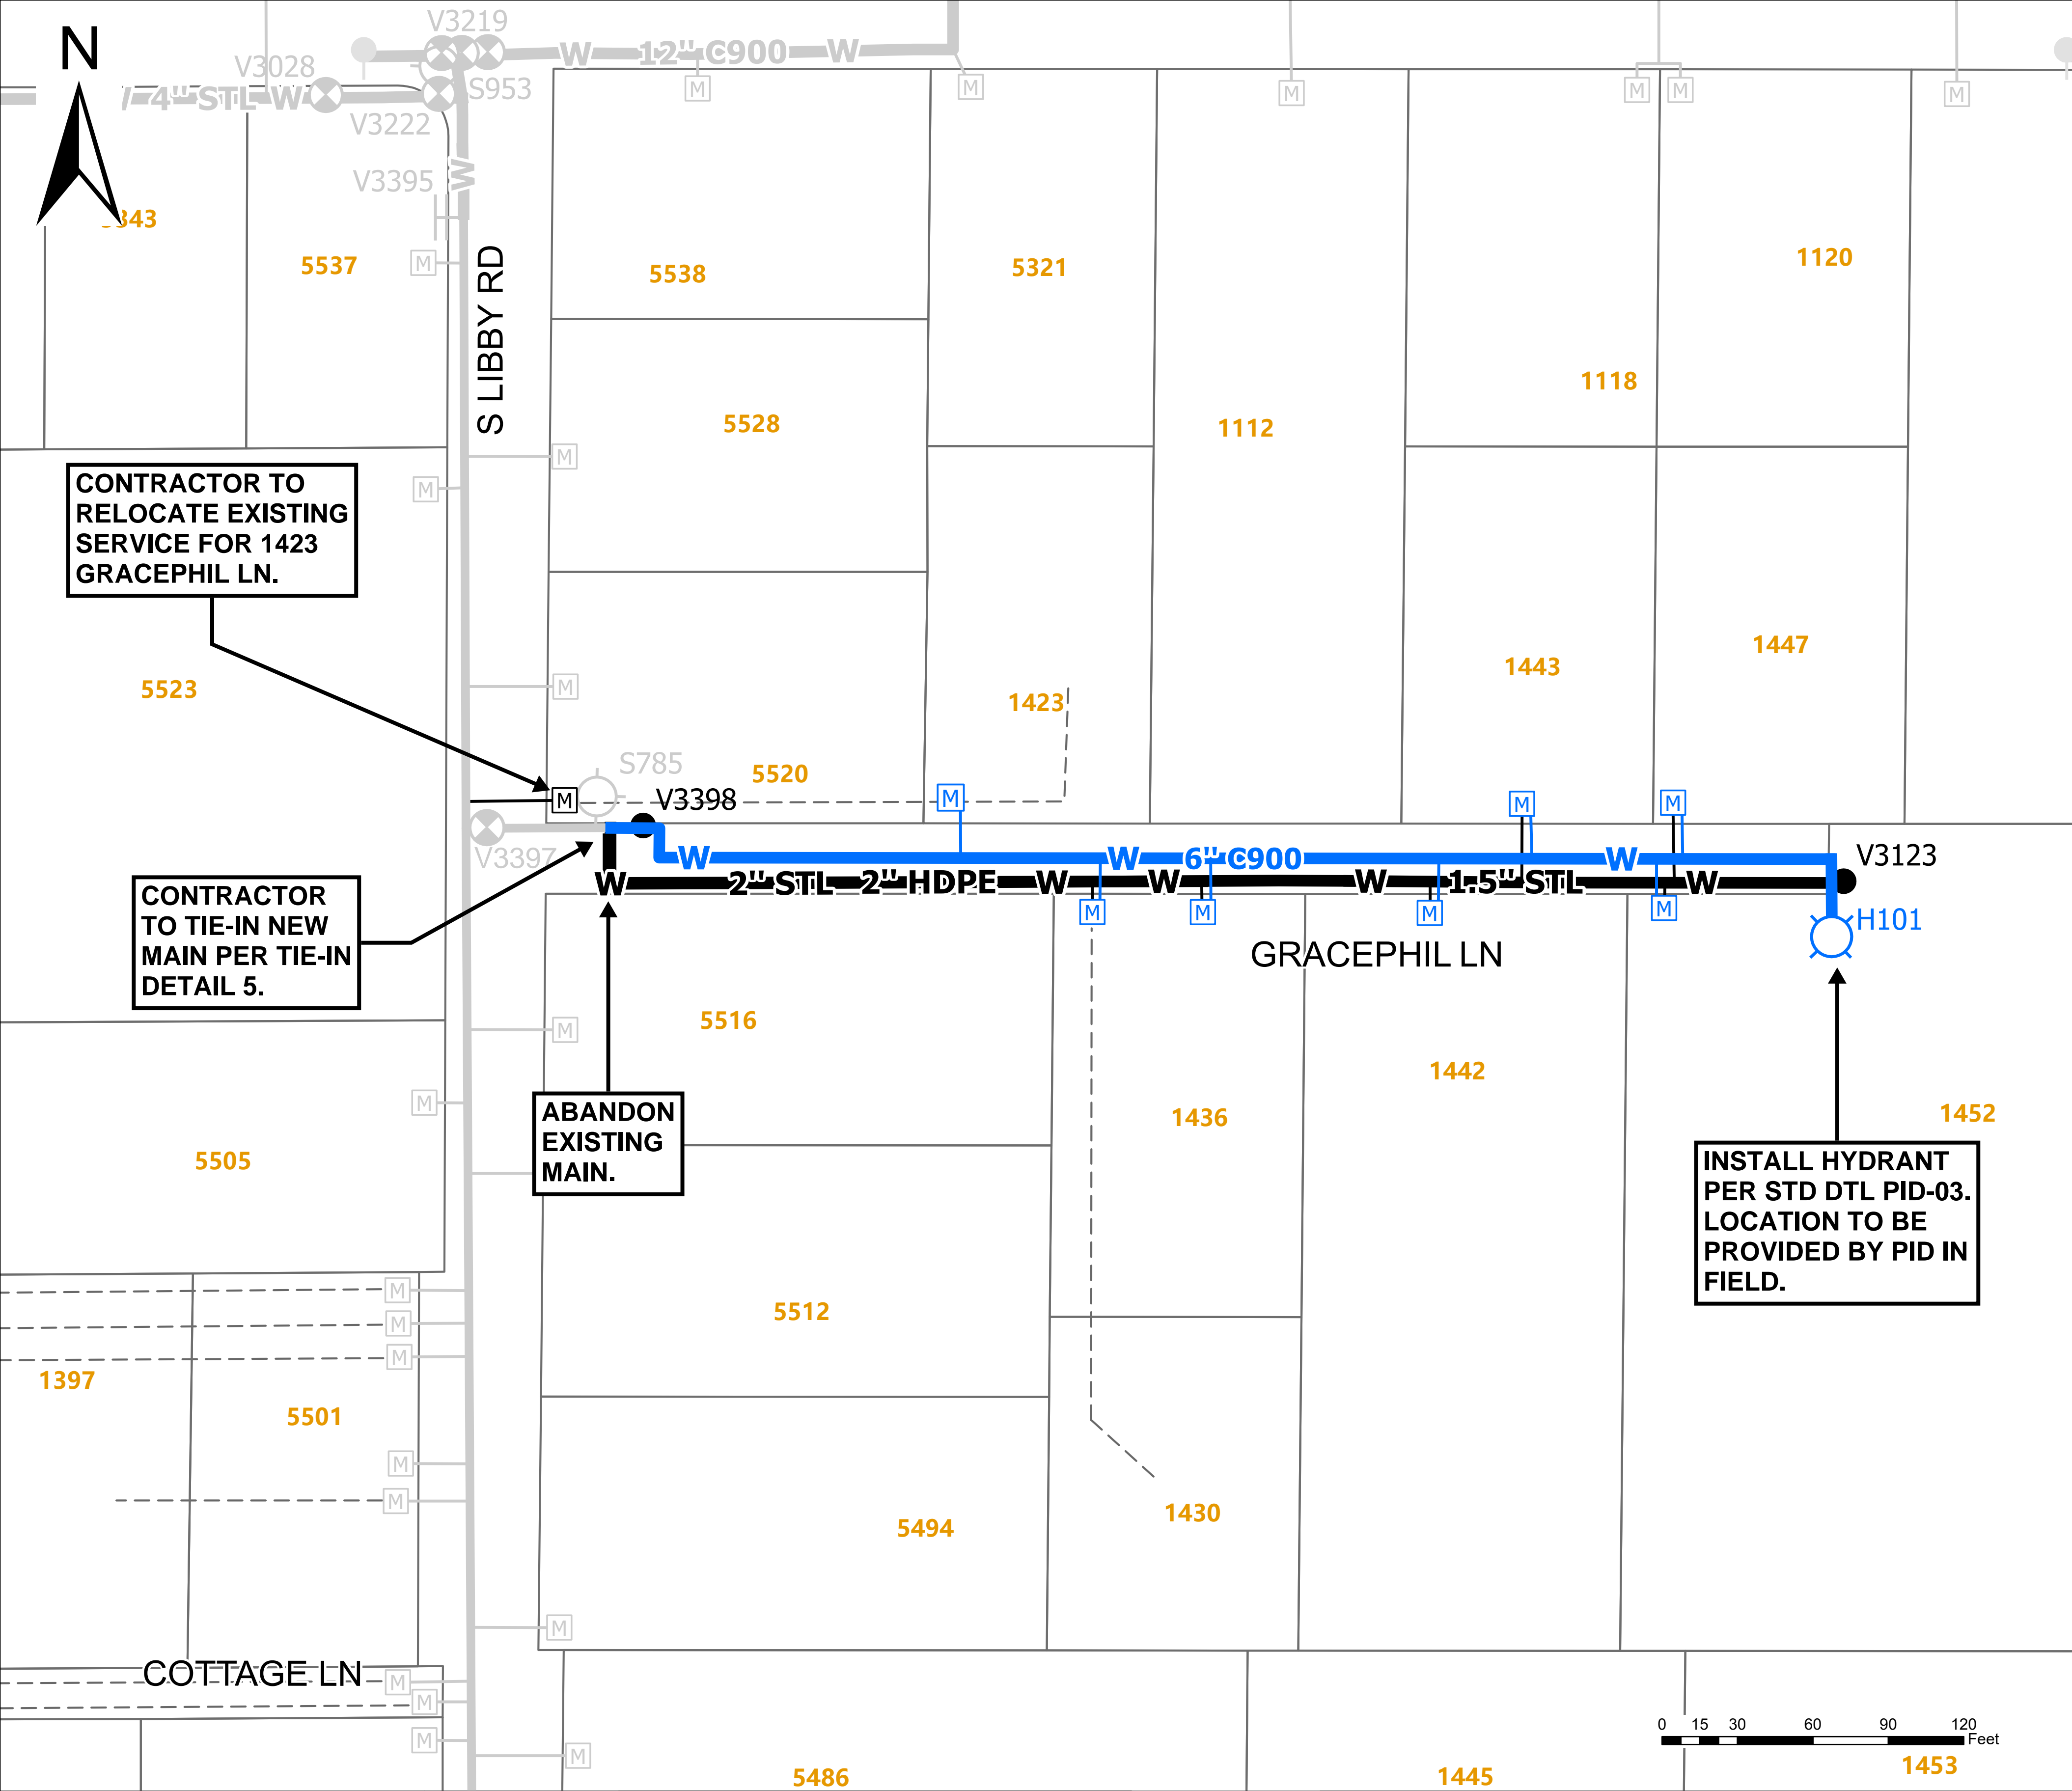 N
V3219
W 12" C900 W
V3028
4" STL W
S953
V3222
W
V3395
M
M
M
M
M
M
5537
M
5538
5321
1120
S LIBBY RD
5528
1118
1112
M
M
CONTRACTOR TO
RELOCATE EXISTING
SERVICE FOR 1423
GRACEPHIL LN.
5523
M
1423
1443
1447
S785
5520
M
V3398
M
M
M
V3397
W
W
6" C900
W
V3123
W
2" STL
2" HDPE
W
W
W
1.5" STL
W
M
M
M
M
H101
CONTRACTOR
TO TIE-IN NEW
MAIN PER TIE-IN
DETAIL 5.
GRACEPHIL LN
5516
M
1442
M
ABANDON
EXISTING
MAIN.
1436
1452
5505
INSTALL HYDRANT
PER STD DTL PID-03.
LOCATION TO BE
PROVIDED BY PID IN
FIELD.
M
M
M
5512
1397
5501
M
M
5494
1430
M
COTTAGE LN
M
M
M
M
0 15 30 60 90 120
Feet
5486
1445
1453